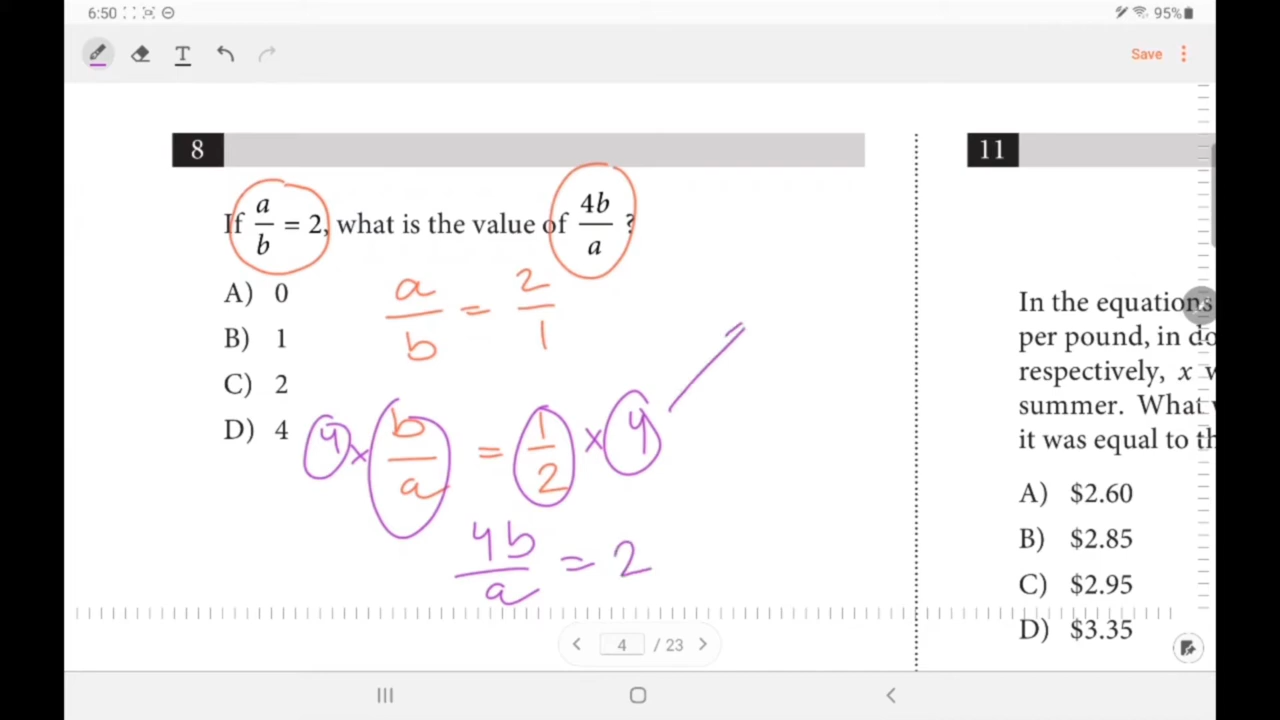 6:50
95%
T
Save
8
If a/b = 2, what is the value of 4b/a ?
A) 0
B) 1
C) 2
D) 4
a/b = 2/1
4 × b/a = 1/2 × 4
4b/a = 2
11
In the equations
per pound, in do
respectively, x w
summer. What
it was equal to th
A) $2.60
B) $2.85
C) $2.95
D) $3.35
4 / 23